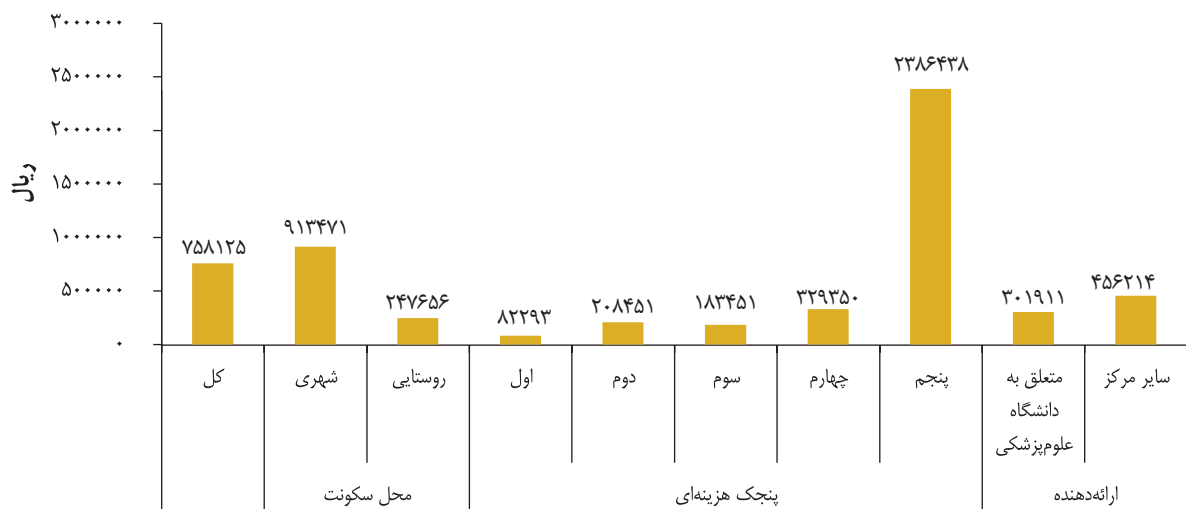 ۳۰۰۰۰۰۰
۲۵۰۰۰۰۰
۲۰۰۰۰۰۰
۱۵۰۰۰۰۰
۱۰۰۰۰۰۰
۵۰۰۰۰۰
۰
ریال
۷۵۸۱۲۵
۹۱۳۴۷۱
۲۴۷۶۵۶
۸۲۲۹۳
۲۰۸۴۵۱
۱۸۳۴۵۱
۳۲۹۳۵۰
۲۳۸۶۴۳۸
۳۰۱۹۱۱
۴۵۶۲۱۴
کل
شهری
روستایی
اول
دوم
سوم
چهارم
پنجم
متعلق به
دانشگاه
علوم‌پزشکی
سایر مرکز
محل سکونت
پنجک هزینه‌ای
ارائه‌دهنده